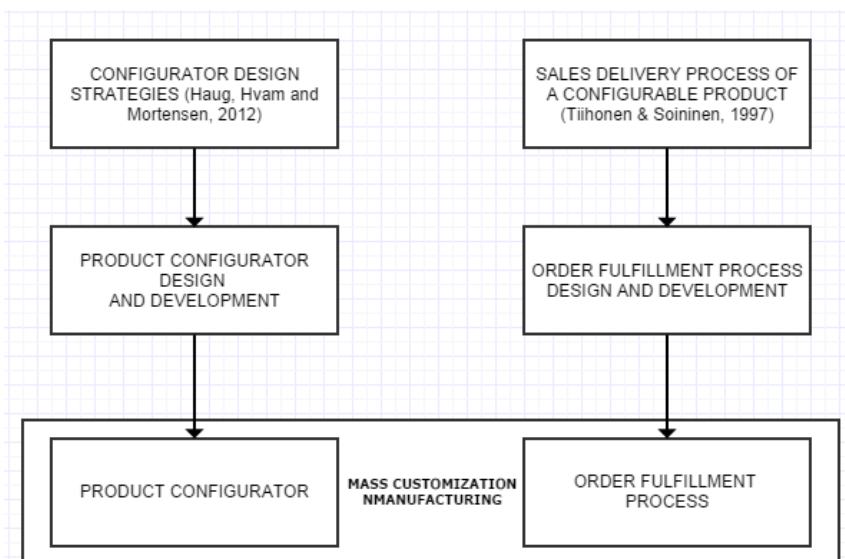 CONFIGURATOR DESIGN
STRATEGIES (Haug, Hvam and
Mortensen, 2012)
SALES DELIVERY PROCESS OF
A CONFIGURABLE PRODUCT
(Tiihonen & Soininen, 1997)
PRODUCT CONFIGURATOR
DESIGN
AND DEVELOPMENT
ORDER FULFILLMENT PROCESS
DESIGN AND DEVELOPMENT
PRODUCT CONFIGURATOR
MASS CUSTOMIZATION
NMANUFACTURING
ORDER FULFILLMENT
PROCESS